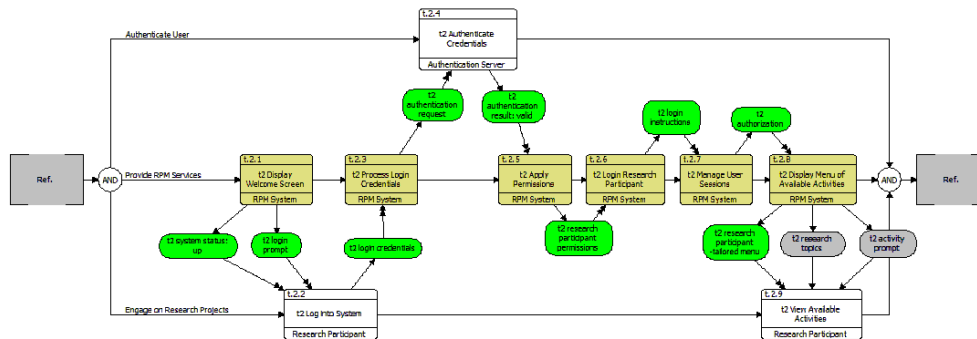 t.2.4
t2 Authenticate
Credentials
Authentication Server
Authenticate User
t2
authentication
request
t2
authentication
result: valid
t2 login
instructions
t2
authorization
Ref.
AND
Provide RPM Services
t.2.1
t2 Display
Welcome Screen
RPM System
t.2.3
t2 Process Login
Credentials
RPM System
t.2.5
t2 Apply
Permissions
RPM System
t.2.6
t2 Login Research
Participant
RPM System
t.2.7
t2 Manage User
Sessions
RPM System
t.2.8
t2 Display Menu of
Available Activities
RPM System
AND
Ref.
t2 system status:
up
t2 login
prompt
t2 login credentials
t2 research
participant
permissions
t2 research
participant
-tailored menu
t2 research
topics
t2 activity
prompt
Engage on Research Projects
t.2.2
t2 Log Into System
Research Participant
t.2.9
t2 View Available
Activities
Research Participant